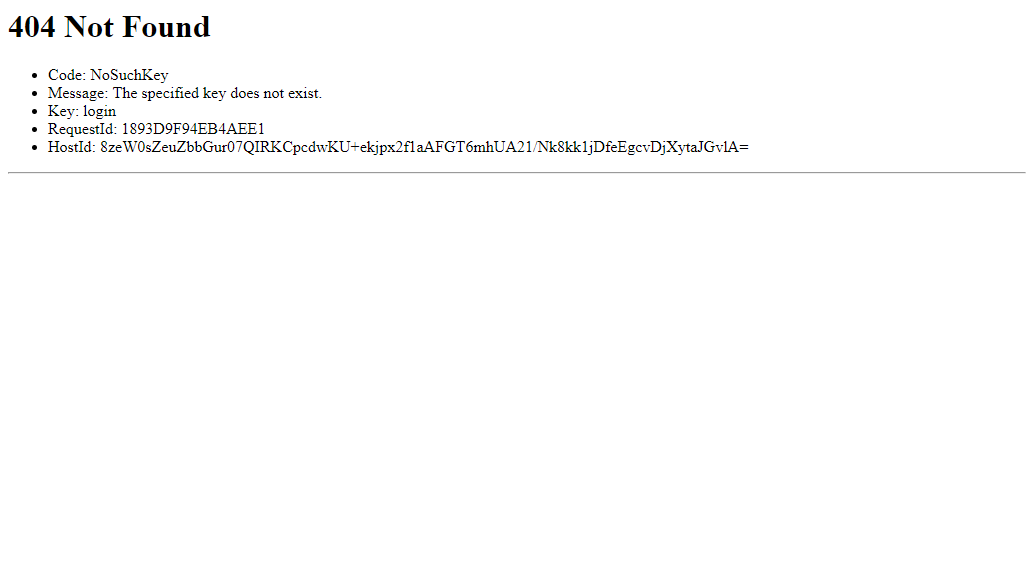 404 Not Found
Code: NoSuchKey
Message: The specified key does not exist.
Key: login
RequestId: 1893D9F94EB4AEE1
HostId: 8zeW0sZeuZbbGur07QIRKCpcdwKU+ekjpx2f1aAFGT6mhUA21/Nk8kk1jDfeEgcvDjXytaJGvlA=